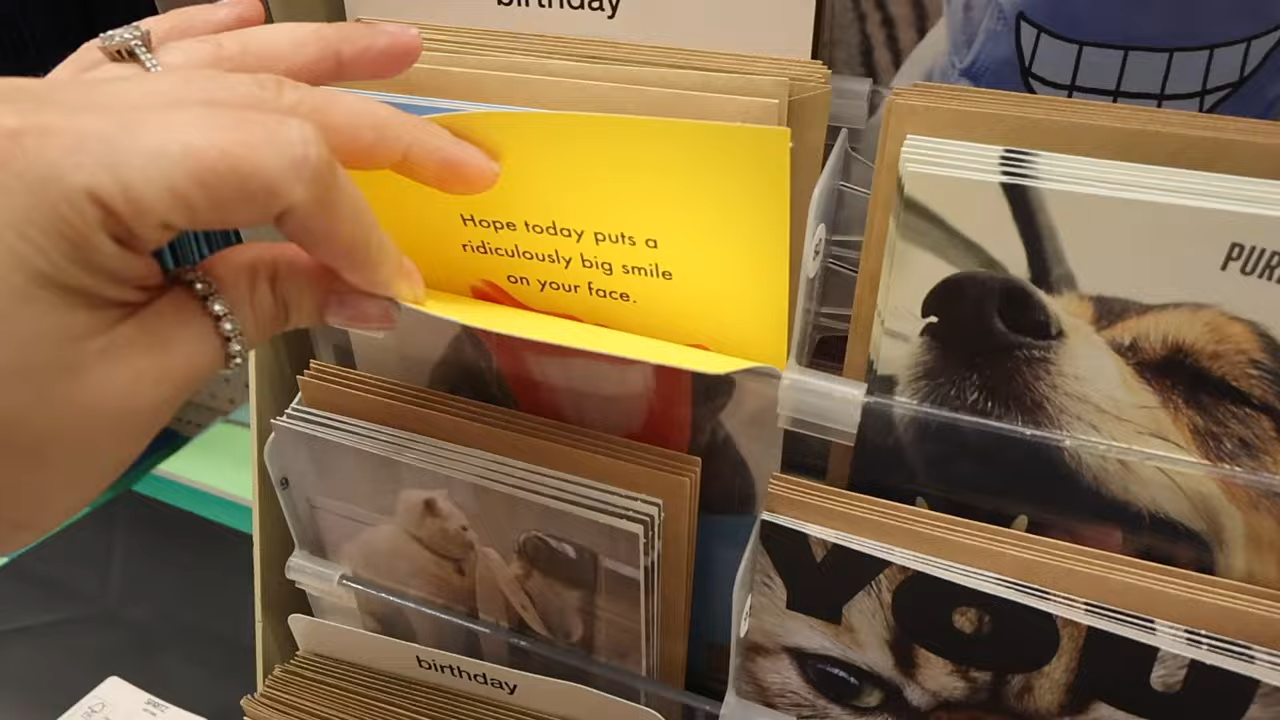 birthday
Hope today puts a
ridiculously big smile
on your face.
PUR
YOU
birthday